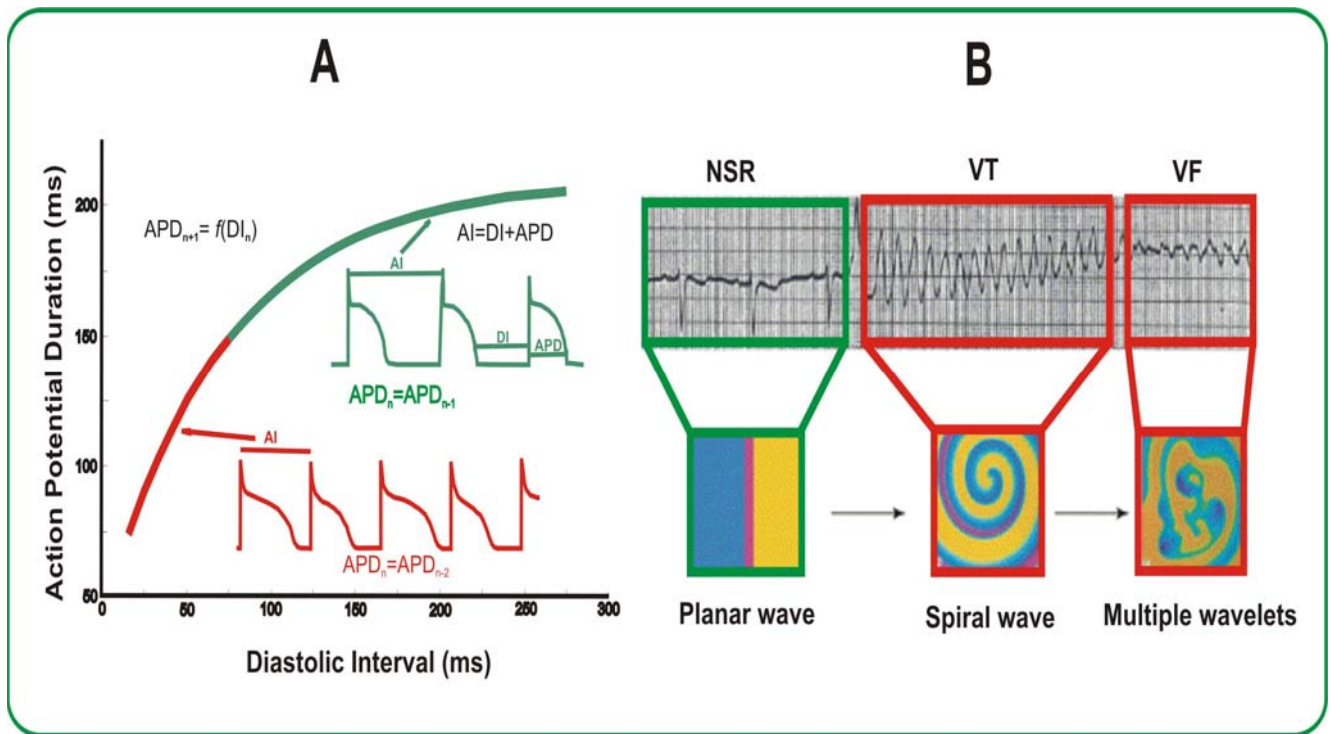 A
Action Potential Duration (ms)
200
150
100
50
APDn+1= f(DIn)
AI=DI+APD
AI
DI
APD
APDn=APDn-1
AI
APDn=APDn-2
0
50
100
150
200
250
300
Diastolic Interval (ms)
B
NSR
VT
VF
Planar wave
Spiral wave
Multiple wavelets